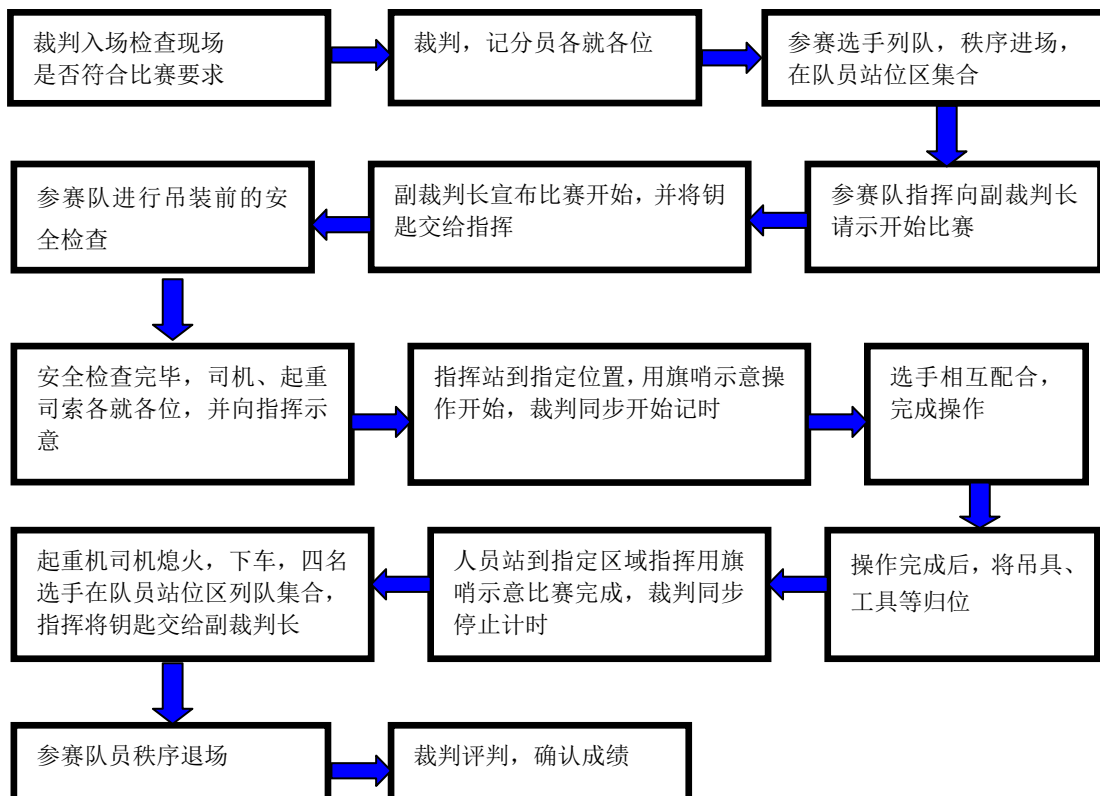 裁判入场检查现场
是否符合比赛要求
裁判，记分员各就各位
参赛选手列队，秩序进场，
在队员站位区集合
参赛队指挥向副裁判长
请示开始比赛
副裁判长宣布比赛开始，并将钥
匙交给指挥
参赛队进行吊装前的安
全检查
安全检查完毕，司机、起重
司索各就各位，并向指挥示
意
指挥站到指定位置，用旗哨示意操
作开始，裁判同步开始记时
选手相互配合，
完成操作
操作完成后，将吊具、
工具等归位
人员站到指定区域指挥用旗
哨示意比赛完成，裁判同步
停止计时
起重机司机熄火，下车，四名
选手在队员站位区列队集合，
指挥将钥匙交给副裁判长
参赛队员秩序退场
裁判评判，确认成绩